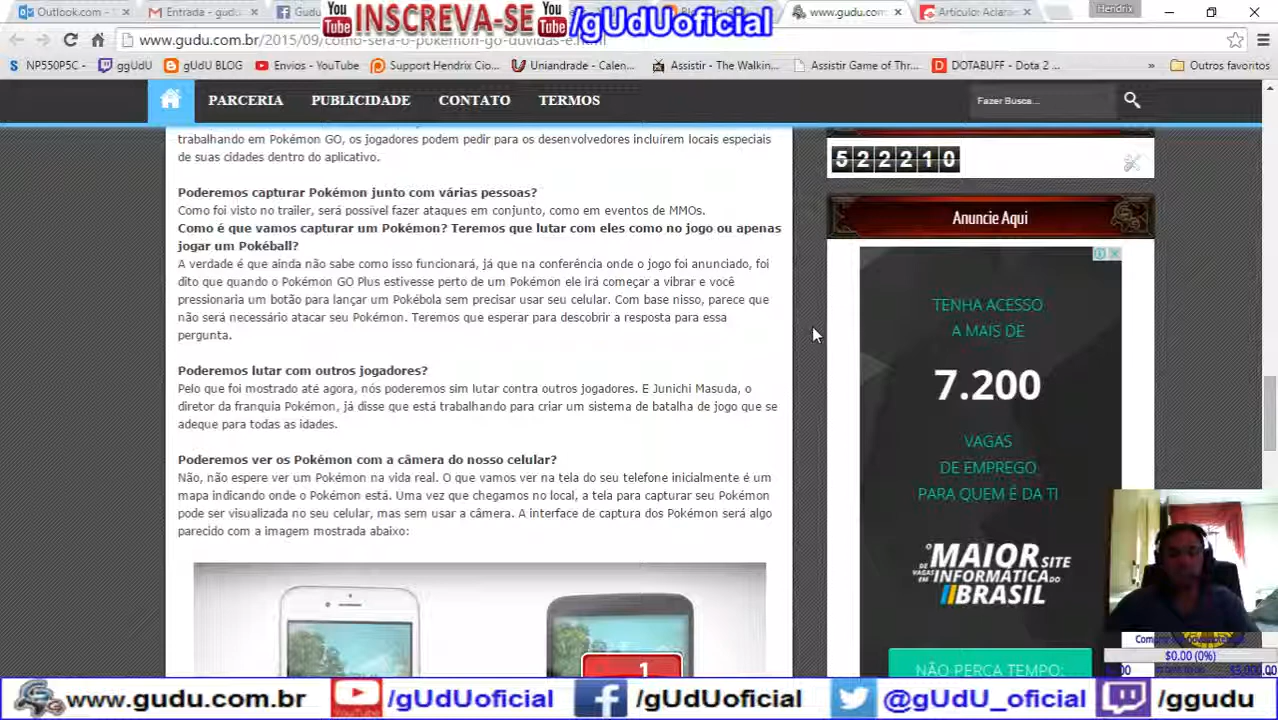 Outlook.com -
Entrada - gudu
Gudu
You Tube INSCREVA-SE You Tube /gUdUoficial
www.gudu.com
Artículo: Aclara
Hendrix
www.gudu.com.br/2015/09/como-sera-o-pokemon-go-duvidas-e.html
NP550P5C -
ggUdU
gUdU BLOG
Envios - YouTube
Support Hendrix Cio...
Uniandrade - Calen...
Assistir - The Walkin...
Assistir Game of Thr...
DOTABUFF - Dota 2 ...
»
Outros favoritos
PARCERIA
PUBLICIDADE
CONTATO
TERMOS
Fazer Busca...
trabalhando em Pokémon GO, os jogadores podem pedir para os desenvolvedores incluírem locais especiais
de suas cidades dentro do aplicativo.
Poderemos capturar Pokémon junto com várias pessoas?
Como foi visto no trailer, será possível fazer ataques em conjunto, como em eventos de MMOs.
Como é que vamos capturar um Pokémon? Teremos que lutar com eles como no jogo ou apenas
jogar um Pokéball?
A verdade é que ainda não sabe como isso funcionará, já que na conferência onde o jogo foi anunciado, foi
dito que quando o Pokémon GO Plus estivesse perto de um Pokémon ele irá começar a vibrar e você
pressionaria um botão para lançar um Pokébola sem precisar usar seu celular. Com base nisso, parece que
não será necessário atacar seu Pokémon. Teremos que esperar para descobrir a resposta para essa
pergunta.
Poderemos lutar com outros jogadores?
Pelo que foi mostrado até agora, nós poderemos sim lutar contra outros jogadores. E Junichi Masuda, o
diretor da franquia Pokémon, já disse que está trabalhando para criar um sistema de batalha de jogo que se
adeque para todas as idades.
Poderemos ver os Pokémon com a câmera do nosso celular?
Não, não espere ver um Pokémon na vida real. O que vamos ver na tela do seu telefone inicialmente é um
mapa indicando onde o Pokémon está. Uma vez que chegamos no local, a tela para capturar seu Pokémon
pode ser visualizada no seu celular, mas sem usar a câmera. A interface de captura dos Pokémon será algo
parecido com a imagem mostrada abaixo:
1
522210
Anuncie Aqui
TENHA ACESSO
A MAIS DE
7.200
VAGAS
DE EMPREGO
PARA QUEM É DA TI
O MAIOR SITE
DE VAGAS EM INFORMÁTICA DO
BRASIL
NÃO PERCA TEMPO:
$0.00 (0%)
www.gudu.com.br
YouTube /gUdUoficial
/gUdUoficial
@gUdU_oficial
/ggudu